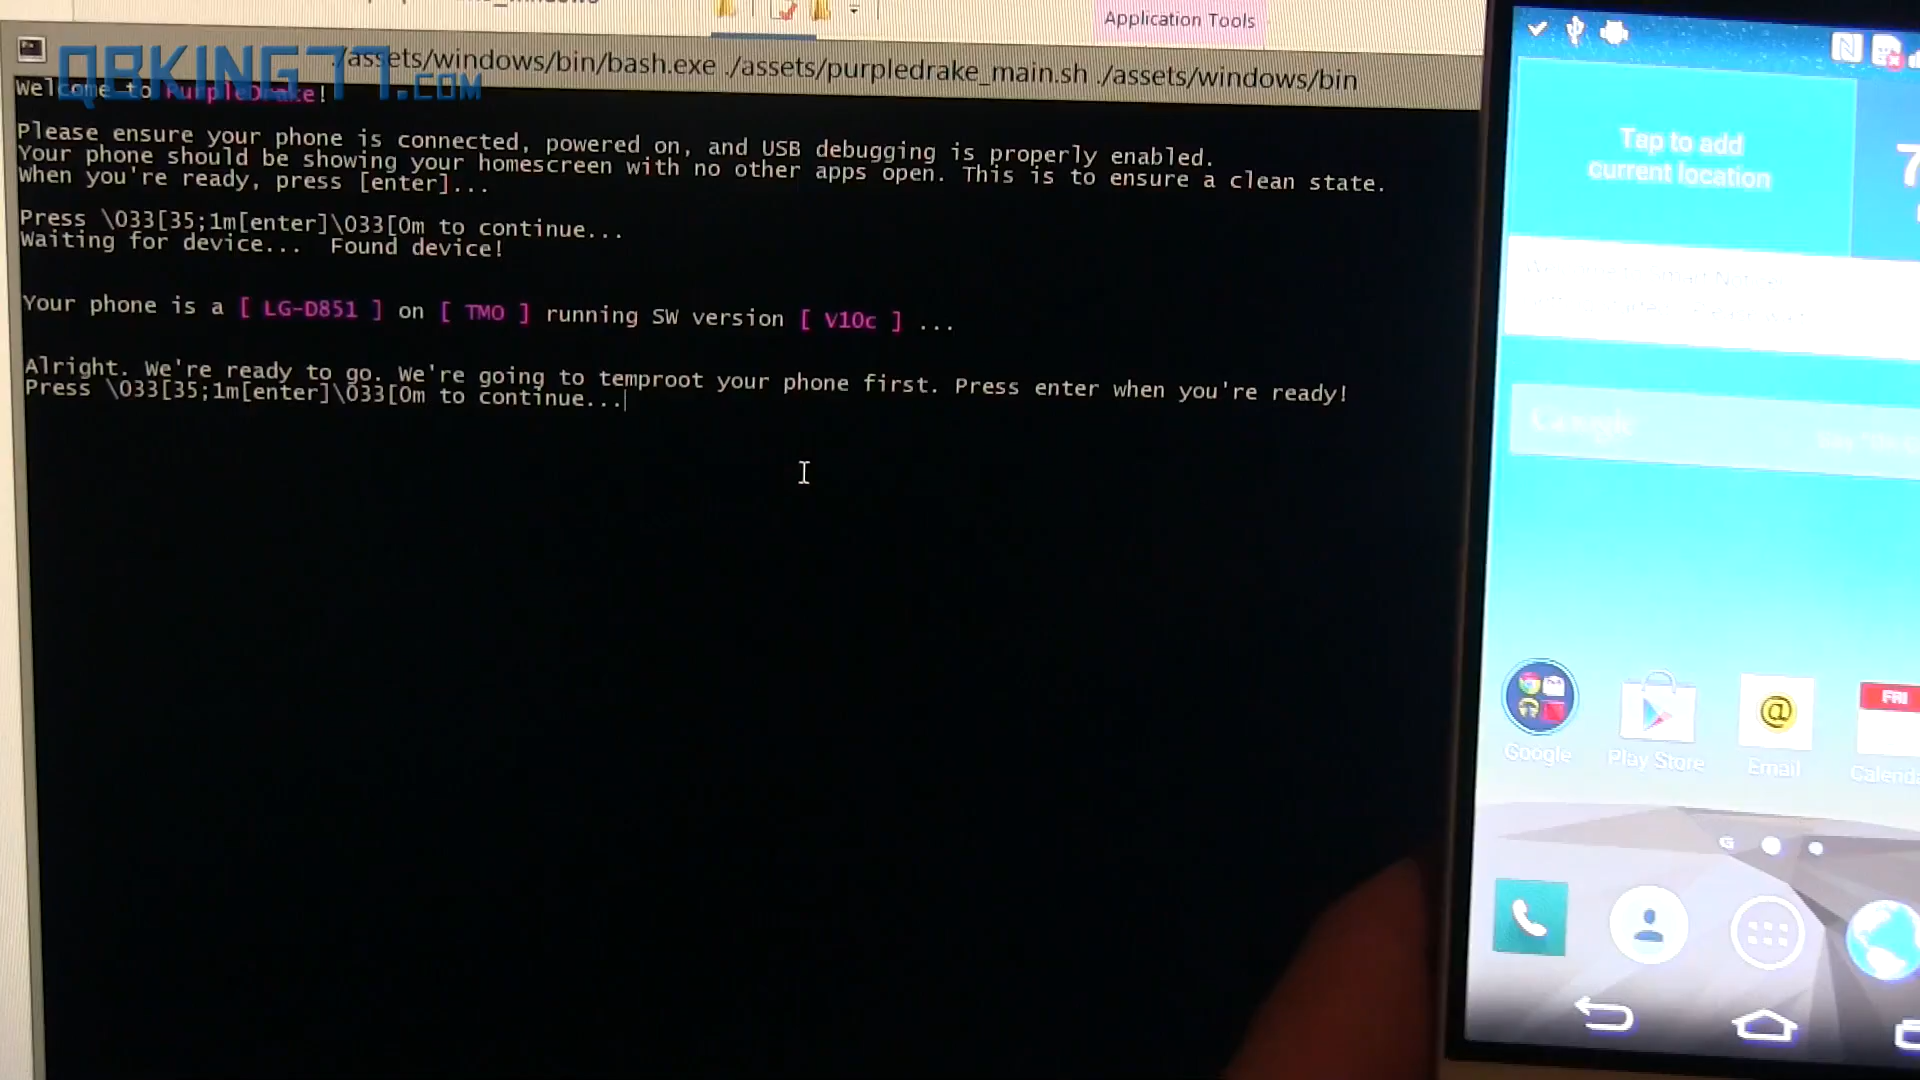 Application Tools
QBKING77.COM
./assets/windows/bin/bash.exe ./assets/purpledrake_main.sh ./assets/windows/bin
Welcome to PurpleDrake!
Please ensure your phone is connected, powered on, and USB debugging is properly enabled.
Your phone should be showing your homescreen with no other apps open. This is to ensure a clean state.
When you're ready, press [enter]...
Press \033[35;1m[enter]\033[0m to continue...
Waiting for device...  Found device!
Your phone is a [ LG-D851 ] on [ TMO ] running SW version [ V10c ] ...
Alright. We're ready to go. We're going to temproot your phone first. Press enter when you're ready!
Press \033[35;1m[enter]\033[0m to continue...
Tap to add
current location
7
Google
FRI
@
Google
Play Store
Email
Calenda